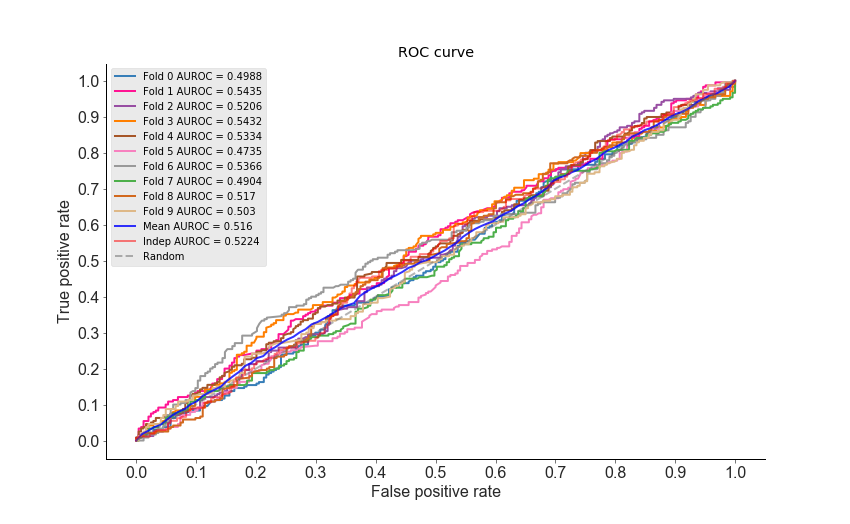 ROC curve
Fold 0 AUROC = 0.4988
Fold 1 AUROC = 0.5435
Fold 2 AUROC = 0.5206
Fold 3 AUROC = 0.5432
Fold 4 AUROC = 0.5334
Fold 5 AUROC = 0.4735
Fold 6 AUROC = 0.5366
Fold 7 AUROC = 0.4904
Fold 8 AUROC = 0.517
Fold 9 AUROC = 0.503
Mean AUROC = 0.516
Indep AUROC = 0.5224
Random
True positive rate
1.0
0.9
0.8
0.7
0.6
0.5
0.4
0.3
0.2
0.1
0.0
0.0 0.1 0.2 0.3 0.4 0.5 0.6 0.7 0.8 0.9 1.0
False positive rate